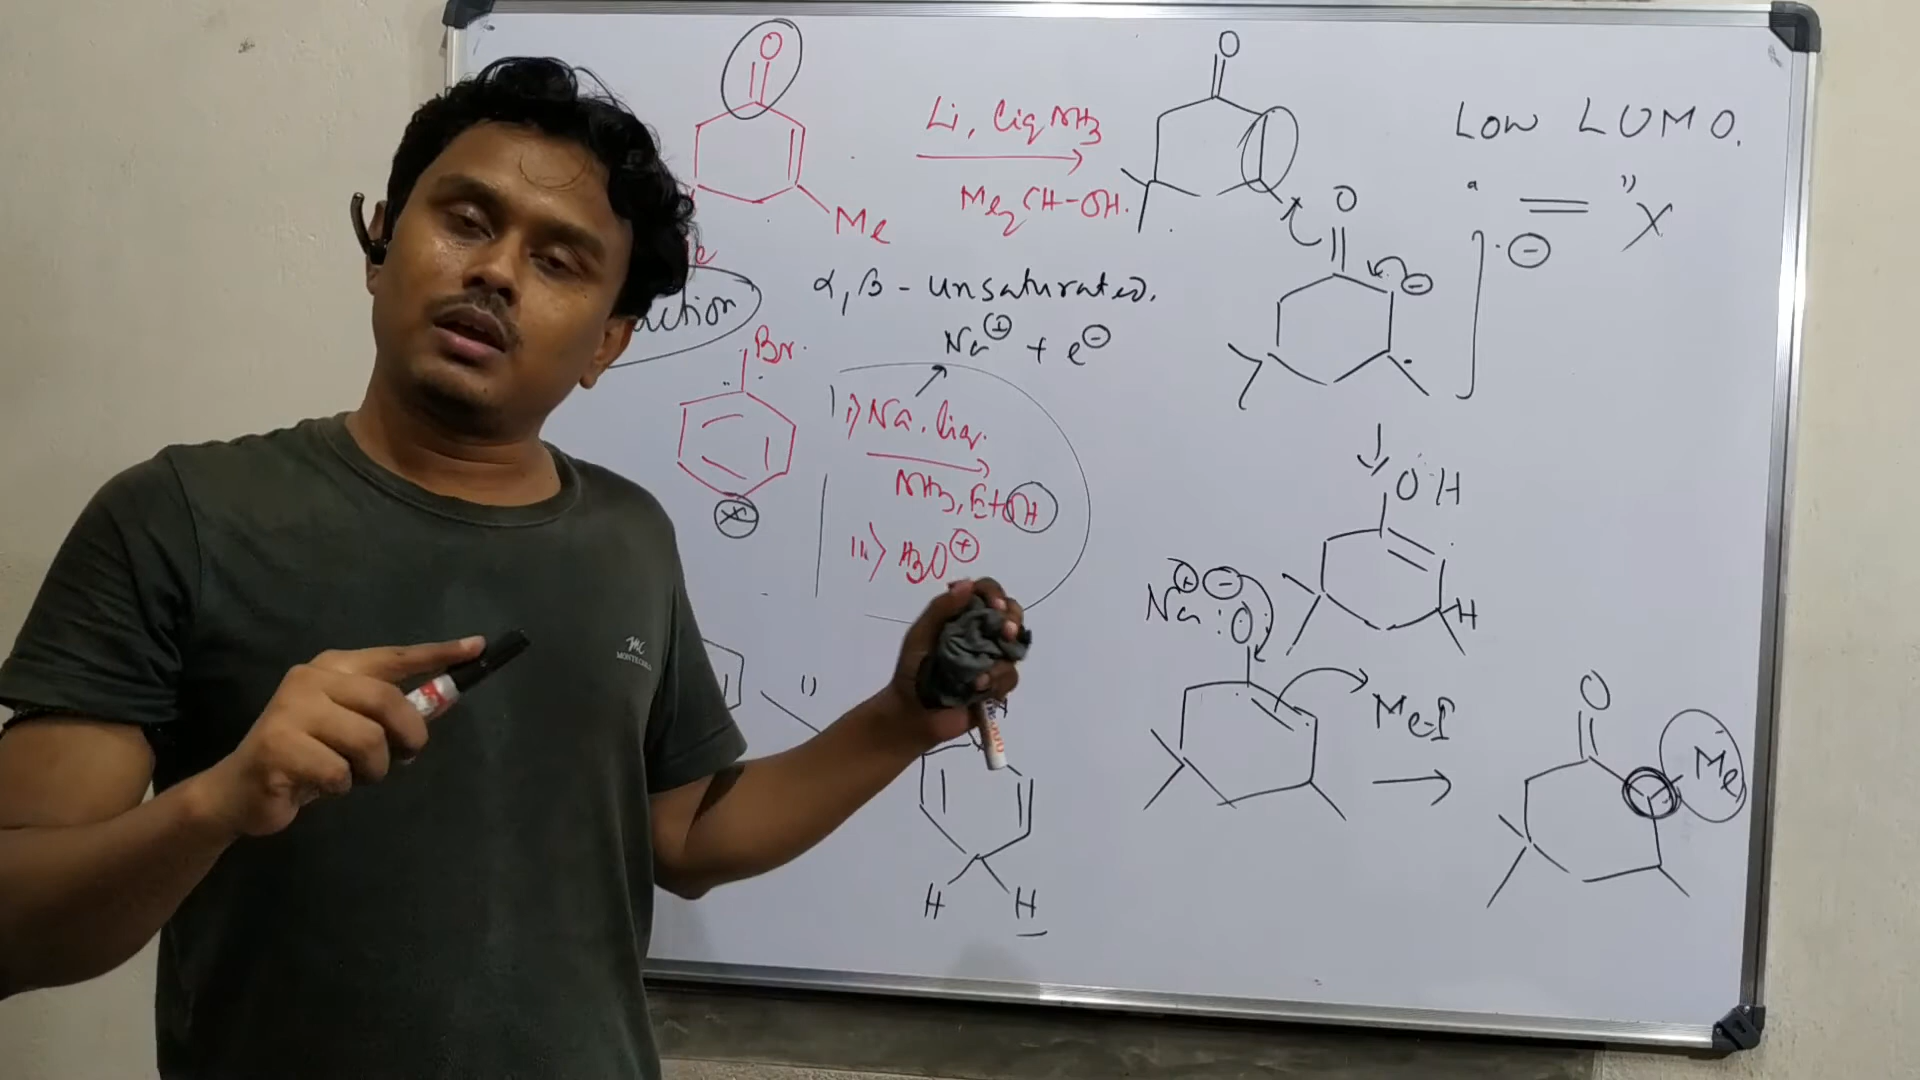 O
O
Li, liq NH3
Me2CH-OH.
Low LUMO.
Me
X
O
α, β - unsaturated.
Na⊕ + e⊖
Br
i) Na, liq.
NH3, EtOH
ii) H3O⊕
OH
H
Na⊕ ⊖
:O:
Me-I
O
Me
H H